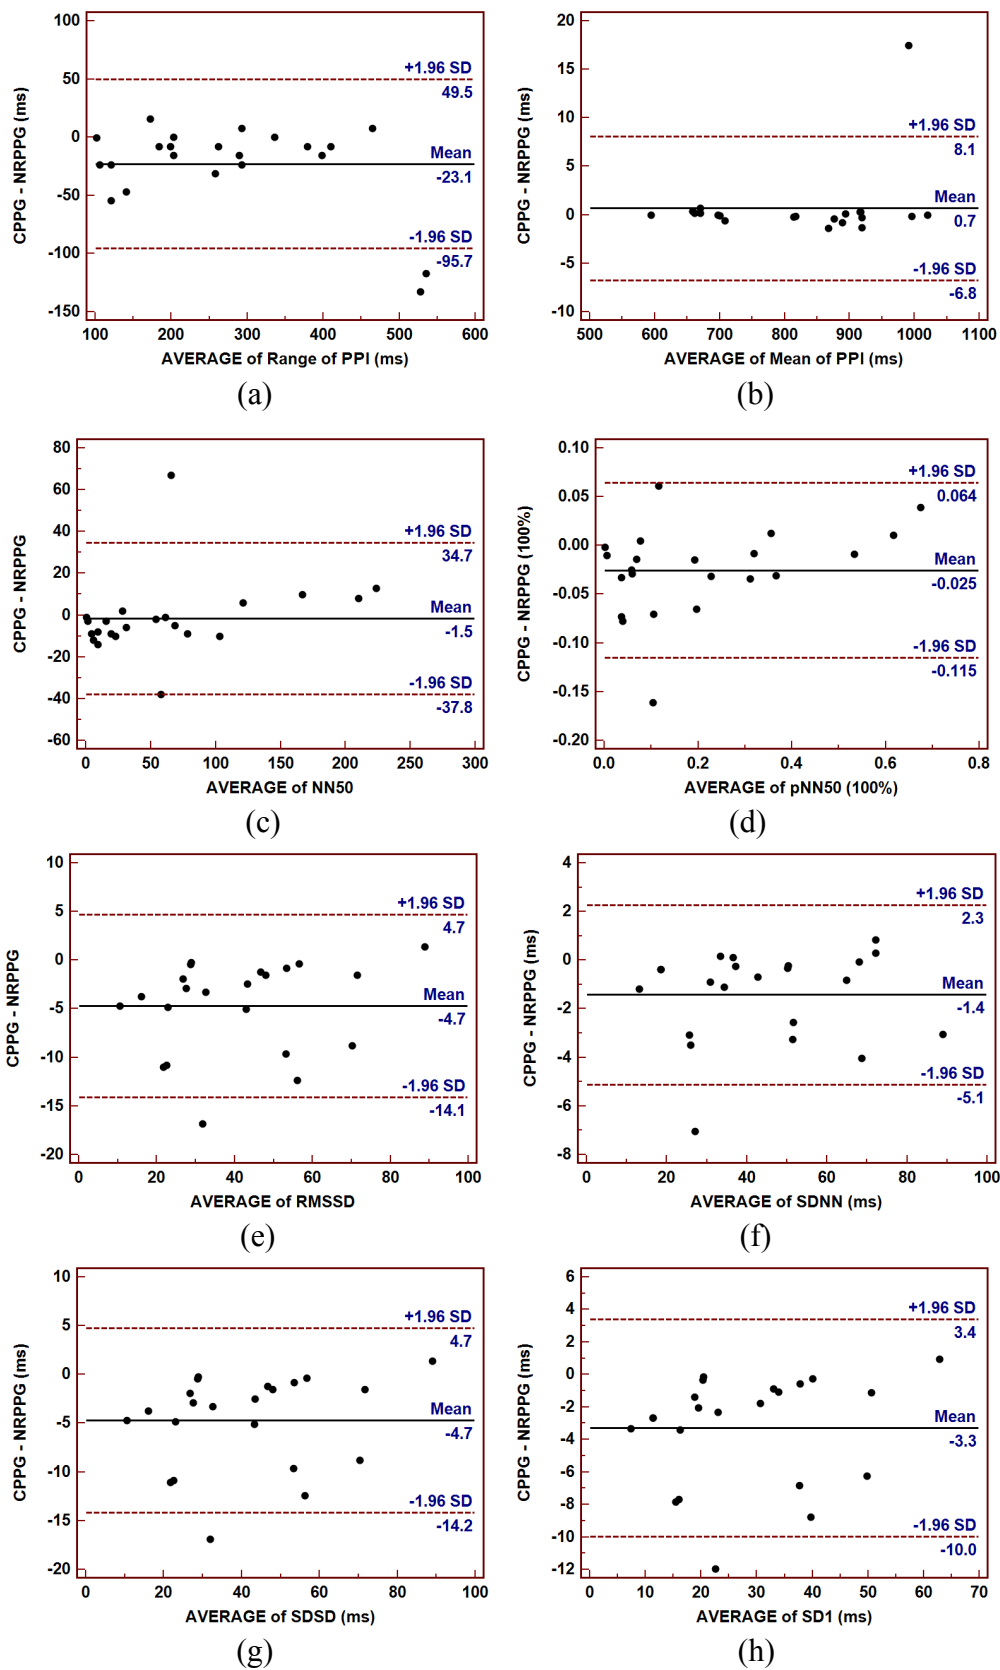 CPPG - NRPPG (ms)
100
50
0
-50
-100
-150
+1.96 SD
49.5
Mean
-23.1
-1.96 SD
-95.7
100 200 300 400 500 600
AVERAGE of Range of PPI (ms)
(a)
CPPG - NRPPG (ms)
20
15
10
5
0
-5
-10
+1.96 SD
8.1
Mean
0.7
-1.96 SD
-6.8
500 600 700 800 900 1000 1100
AVERAGE of Mean of PPI (ms)
(b)
CPPG - NRPPG
80
60
40
20
0
-20
-40
-60
+1.96 SD
34.7
Mean
-1.5
-1.96 SD
-37.8
0 50 100 150 200 250 300
AVERAGE of NN50
(c)
CPPG - NRPPG (100%)
0.10
0.05
0.00
-0.05
-0.10
-0.15
-0.20
+1.96 SD
0.064
Mean
-0.025
-1.96 SD
-0.115
0.0 0.2 0.4 0.6 0.8
AVERAGE of pNN50 (100%)
(d)
CPPG - NRPPG
10
5
0
-5
-10
-15
-20
+1.96 SD
4.7
Mean
-4.7
-1.96 SD
-14.1
0 20 40 60 80 100
AVERAGE of RMSSD
(e)
CPPG - NRPPG (ms)
4
2
0
-2
-4
-6
-8
+1.96 SD
2.3
Mean
-1.4
-1.96 SD
-5.1
0 20 40 60 80 100
AVERAGE of SDNN (ms)
(f)
CPPG - NRPPG (ms)
10
5
0
-5
-10
-15
-20
+1.96 SD
4.7
Mean
-4.7
-1.96 SD
-14.2
0 20 40 60 80 100
AVERAGE of SDSD (ms)
(g)
CPPG - NRPPG (ms)
6
4
2
0
-2
-4
-6
-8
-10
-12
+1.96 SD
3.4
Mean
-3.3
-1.96 SD
-10.0
0 10 20 30 40 50 60 70
AVERAGE of SD1 (ms)
(h)